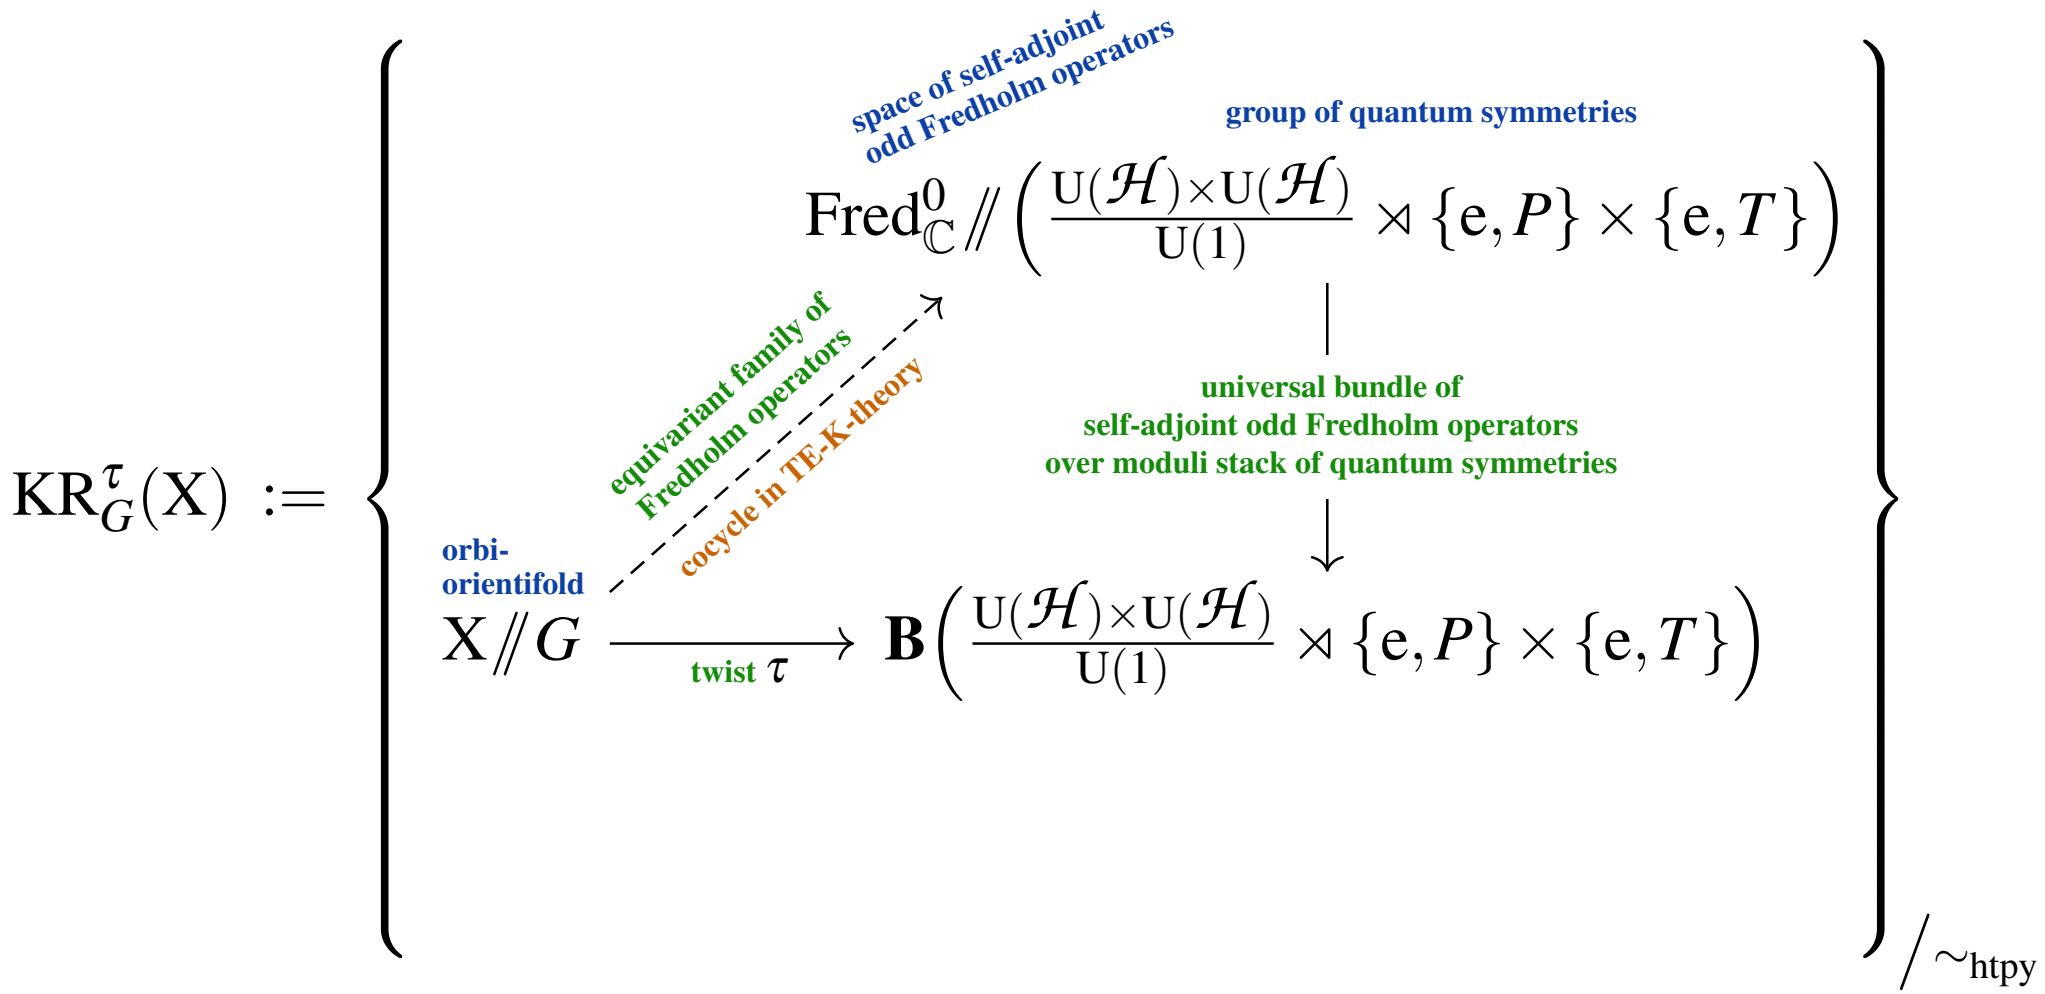 space of self-adjoint
odd Fredholm operators
group of quantum symmetries
Fred⁰_ℂ ⫽ ( U(ℋ)×U(ℋ) / U(1) ⋊ {e, P} × {e, T} )
equivariant family of
Fredholm operators
cocycle in TE-K-theory
universal bundle of
self-adjoint odd Fredholm operators
over moduli stack of quantum symmetries
KR^τ_G(X) :=
orbi-
orientifold
X⫽G
twist τ
B( U(ℋ)×U(ℋ) / U(1) ⋊ {e, P} × {e, T} )
/∼htpy